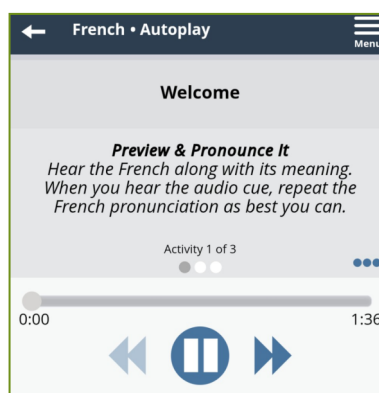 French • Autoplay
Menu
Welcome
Preview & Pronounce It
Hear the French along with its meaning.
When you hear the audio cue, repeat the
French pronunciation as best you can.
Activity 1 of 3
0:00
1:36